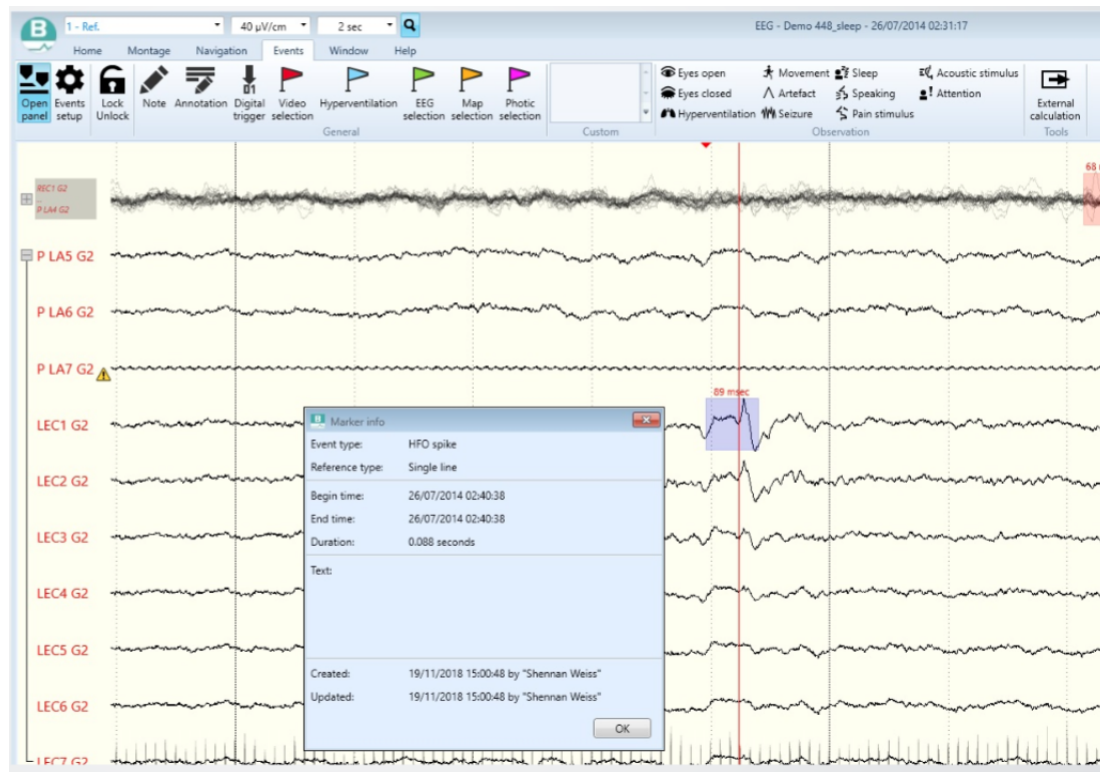 B
1 - Ref.
40 µV/cm
2 sec
EEG - Demo 448_sleep - 26/07/2014 02:31:17
Home Montage Navigation Events Window Help
Open panel
Events setup
Lock Unlock
Note
Annotation
01
Digital trigger
Video selection
Hyperventilation
EEG selection
Map selection
Photic selection
Eyes open
Movement
Sleep
Acoustic stimulus
Eyes closed
Artefact
Speaking
Attention
Hyperventilation
Seizure
Pain stimulus
External calculation
General
Custom
Observation
Tools
68
REC1 G2
...
P LA4 G2
P LA5 G2
P LA6 G2
P LA7 G2
89 msec
LEC1 G2
LEC2 G2
LEC3 G2
LEC4 G2
LEC5 G2
LEC6 G2
LEC7 G2
Marker info
Event type: HFO spike
Reference type: Single line
Begin time: 26/07/2014 02:40:38
End time: 26/07/2014 02:40:38
Duration: 0.088 seconds
Text:
Created: 19/11/2018 15:00:48 by "Shennan Weiss"
Updated: 19/11/2018 15:00:48 by "Shennan Weiss"
OK